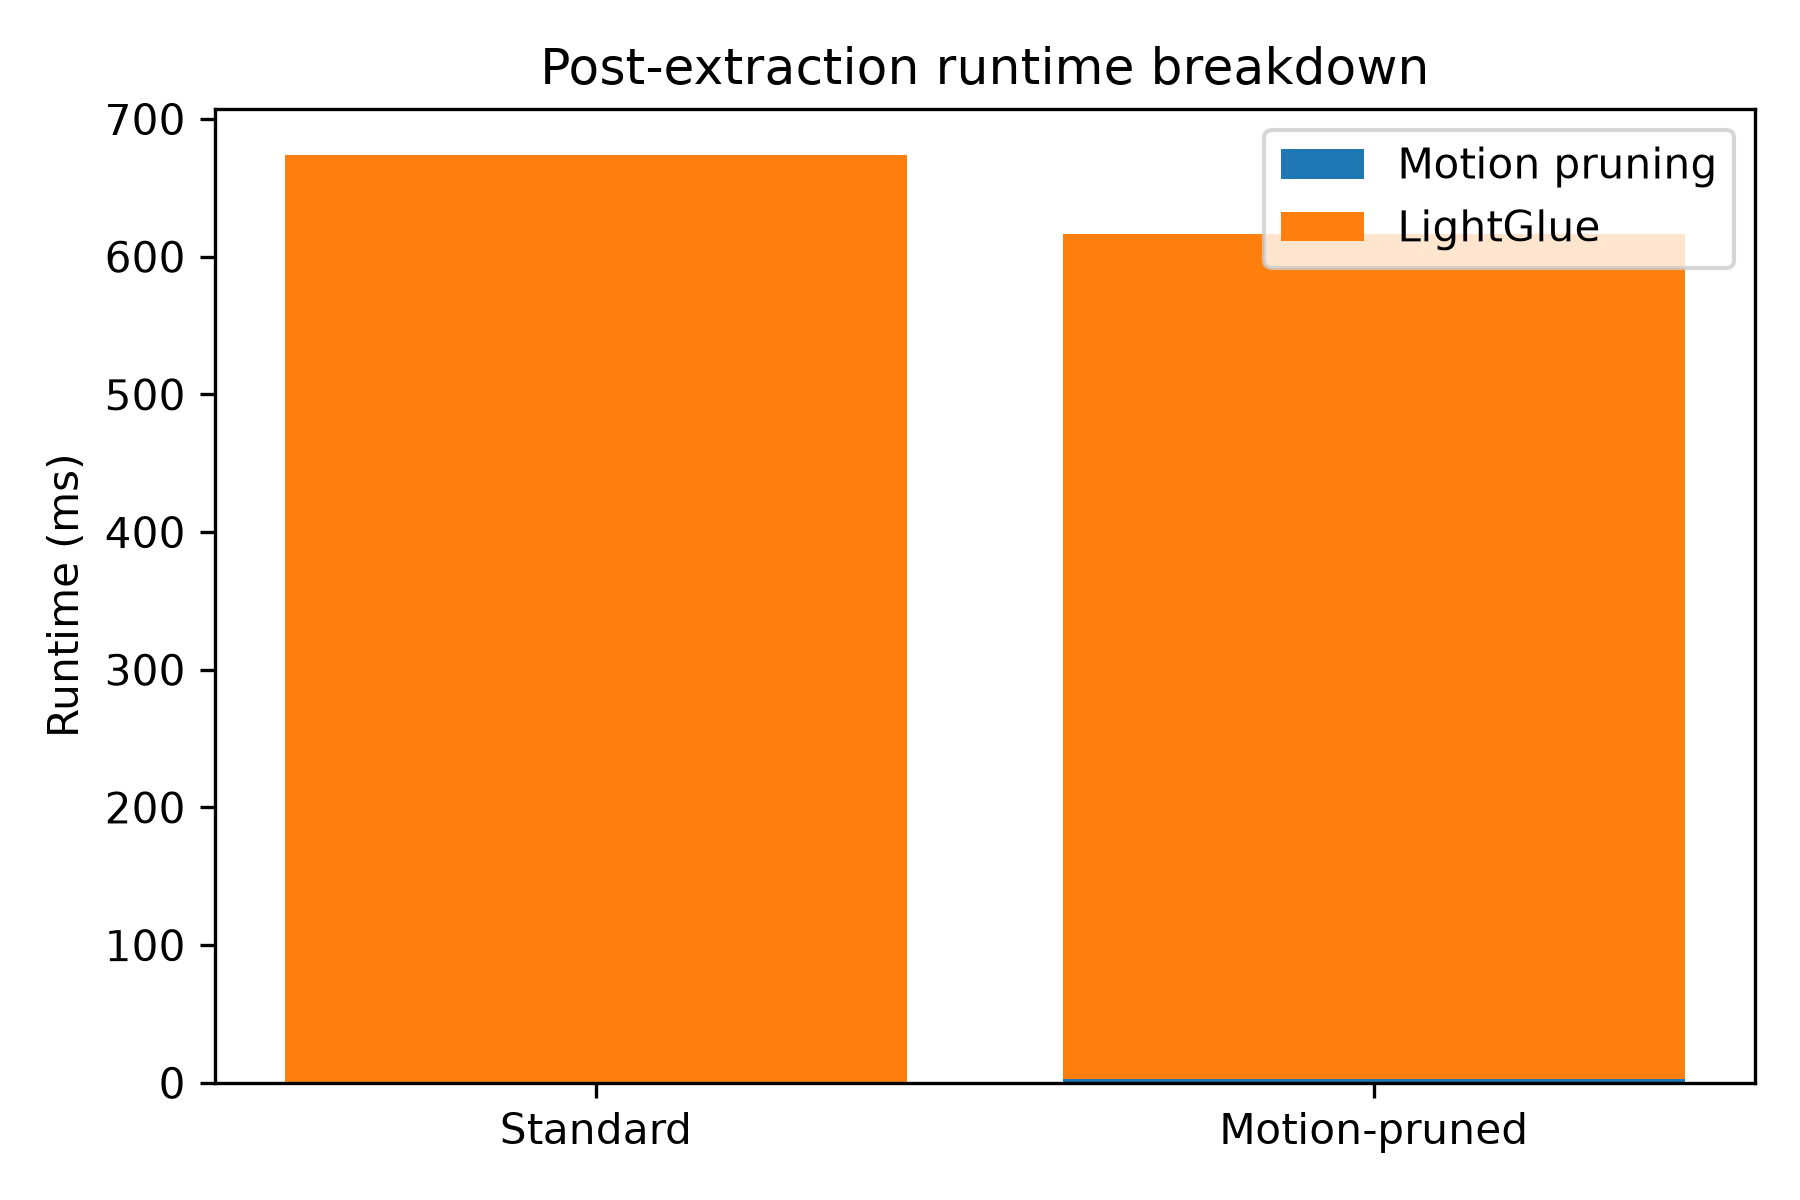 Post-extraction runtime breakdown
700
600
500
400
300
200
100
0
Runtime (ms)
Motion pruning
LightGlue
Standard
Motion-pruned